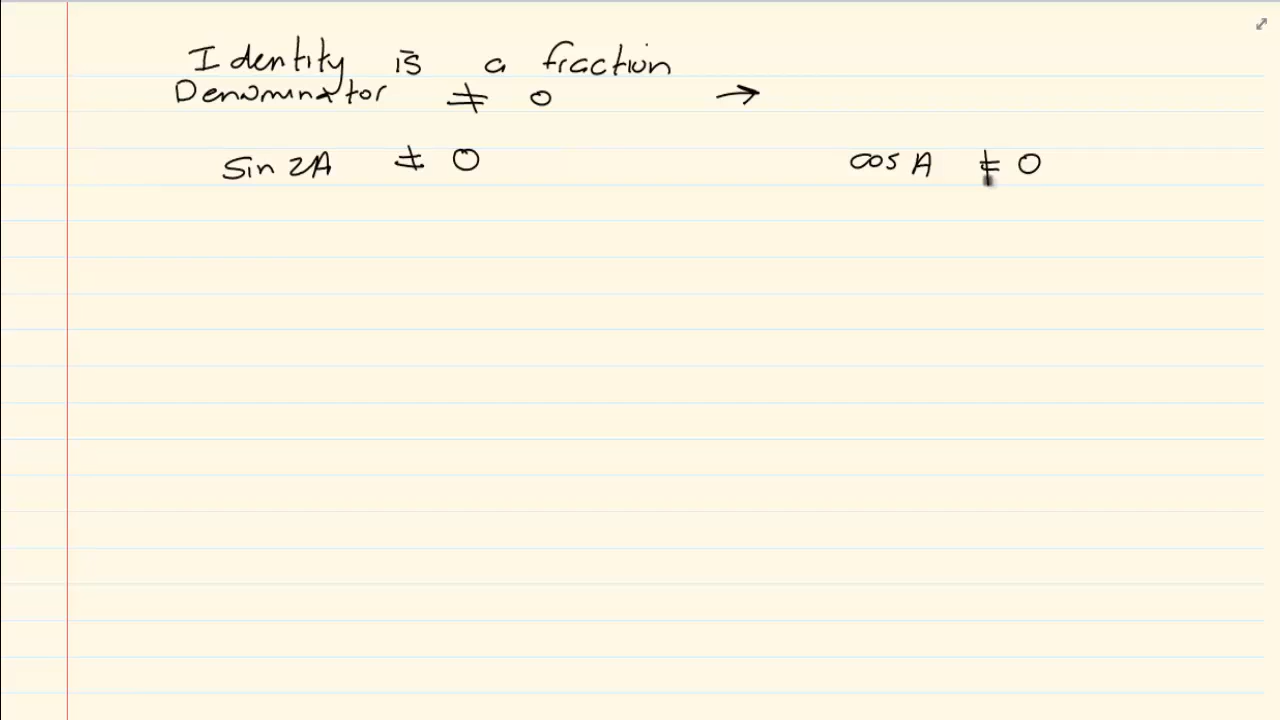 Identity is a fraction
Denominator ≠ 0 →
sin 2A ≠ 0 cos A ≠ 0